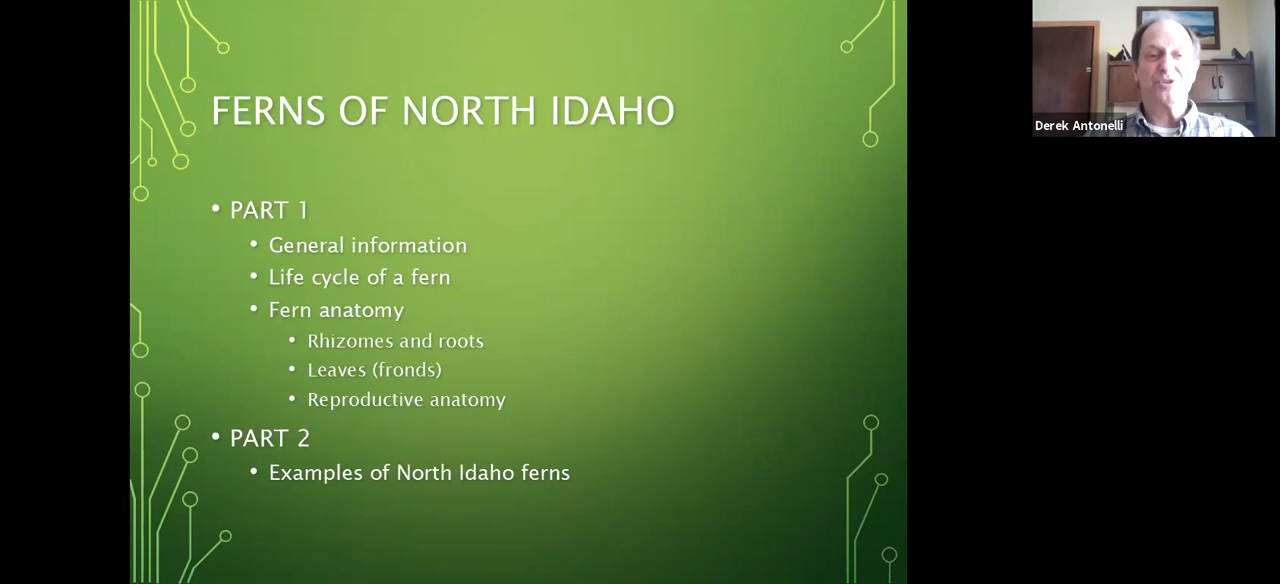 FERNS OF NORTH IDAHO
• PART 1
• General information
• Life cycle of a fern
• Fern anatomy
• Rhizomes and roots
• Leaves (fronds)
• Reproductive anatomy
• PART 2
• Examples of North Idaho ferns
Derek Antonelli